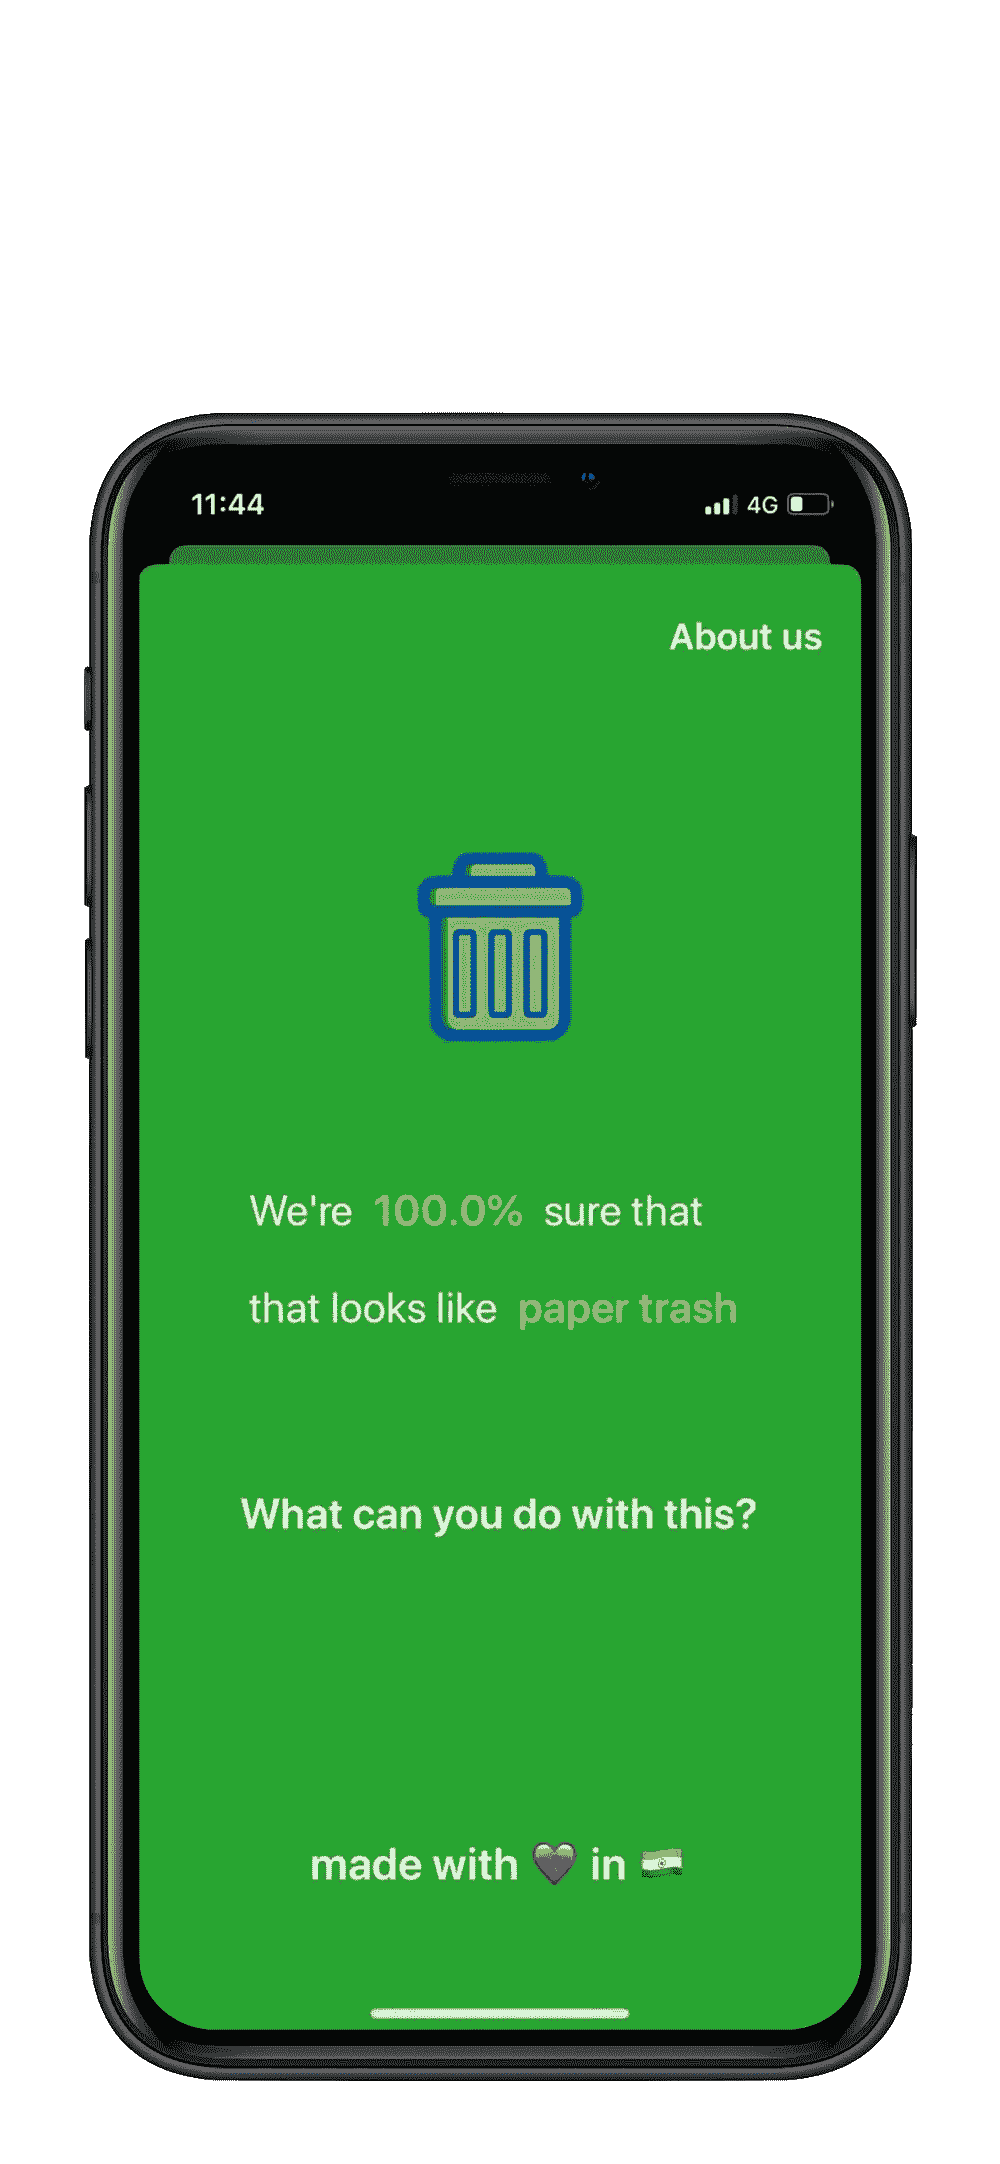 11:44 4G
About us
We're 100.0% sure that
that looks like paper trash
What can you do with this?
made with 🖤 in 🇮🇳